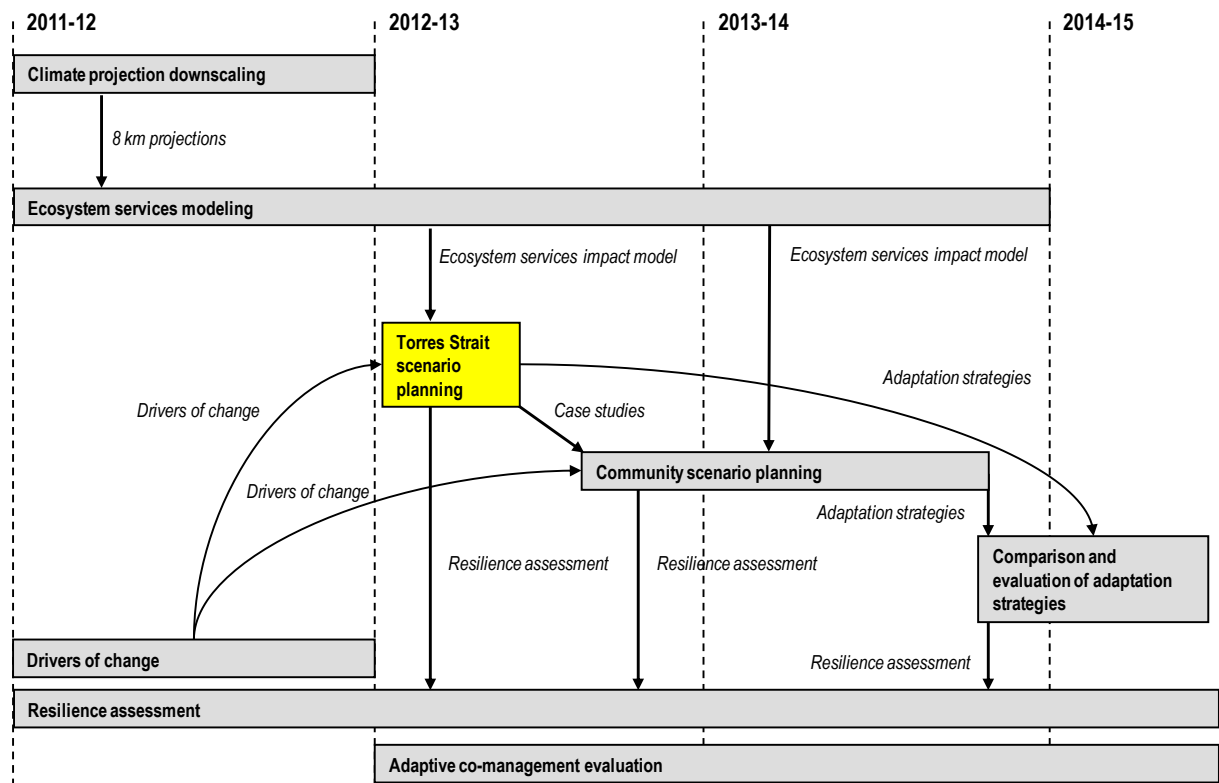 2011-12
2012-13
2013-14
2014-15
Climate projection downscaling
8 km projections
Ecosystem services modeling
Ecosystem services impact model
Ecosystem services impact model
Torres Strait
scenario
planning
Adaptation strategies
Drivers of change
Case studies
Community scenario planning
Drivers of change
Adaptation strategies
Resilience assessment
Resilience assessment
Comparison and
evaluation of adaptation
strategies
Drivers of change
Resilience assessment
Resilience assessment
Adaptive co-management evaluation